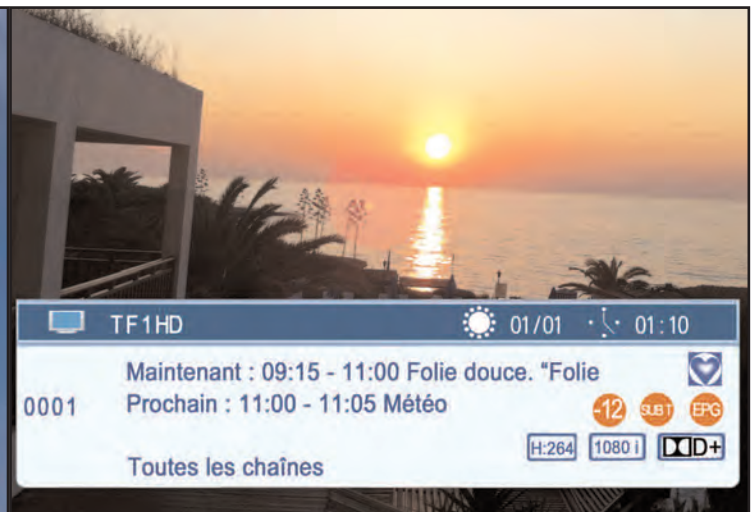 TF1HD 01/01 01:10
Maintenant : 09:15 - 11:00 Folie douce. “Folie
0001 Prochain : 11:00 - 11:05 Météo
-12 SUBT EPG
H:264 1080 i D+
Toutes les chaînes